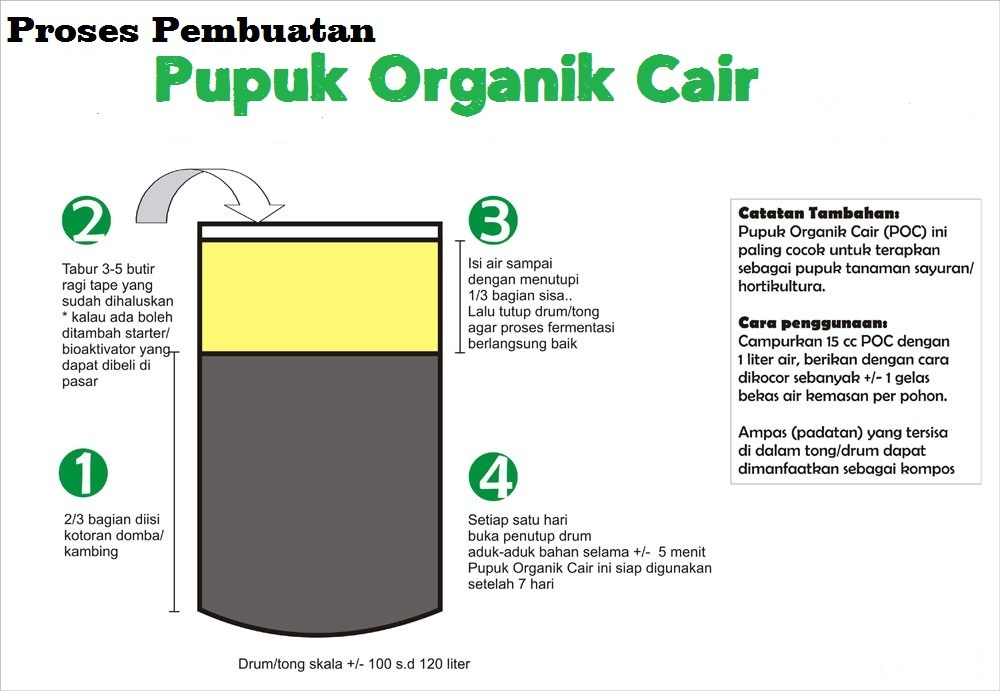 Proses Pembuatan
Pupuk Organik Cair
2
Tabur 3-5 butir
ragi tape yang
sudah dihaluskan
* kalau ada boleh
ditambah starter/
bioaktivator yang
dapat dibeli di
pasar
3
Isi air sampai
dengan menutupi
1/3 bagian sisa..
Lalu tutup drum/tong
agar proses fermentasi
berlangsung baik
1
2/3 bagian diisi
kotoran domba/
kambing
4
Setiap satu hari
buka penutup drum
aduk-aduk bahan selama +/- 5 menit
Pupuk Organik Cair ini siap digunakan
setelah 7 hari
Drum/tong skala +/- 100 s.d 120 liter
Catatan Tambahan:
Pupuk Organik Cair (POC) ini
paling cocok untuk terapkan
sebagai pupuk tanaman sayuran/
hortikultura.
Cara penggunaan:
Campurkan 15 cc POC dengan
1 liter air, berikan dengan cara
dikocor sebanyak +/- 1 gelas
bekas air kemasan per pohon.
Ampas (padatan) yang tersisa
di dalam tong/drum dapat
dimanfaatkan sebagai kompos